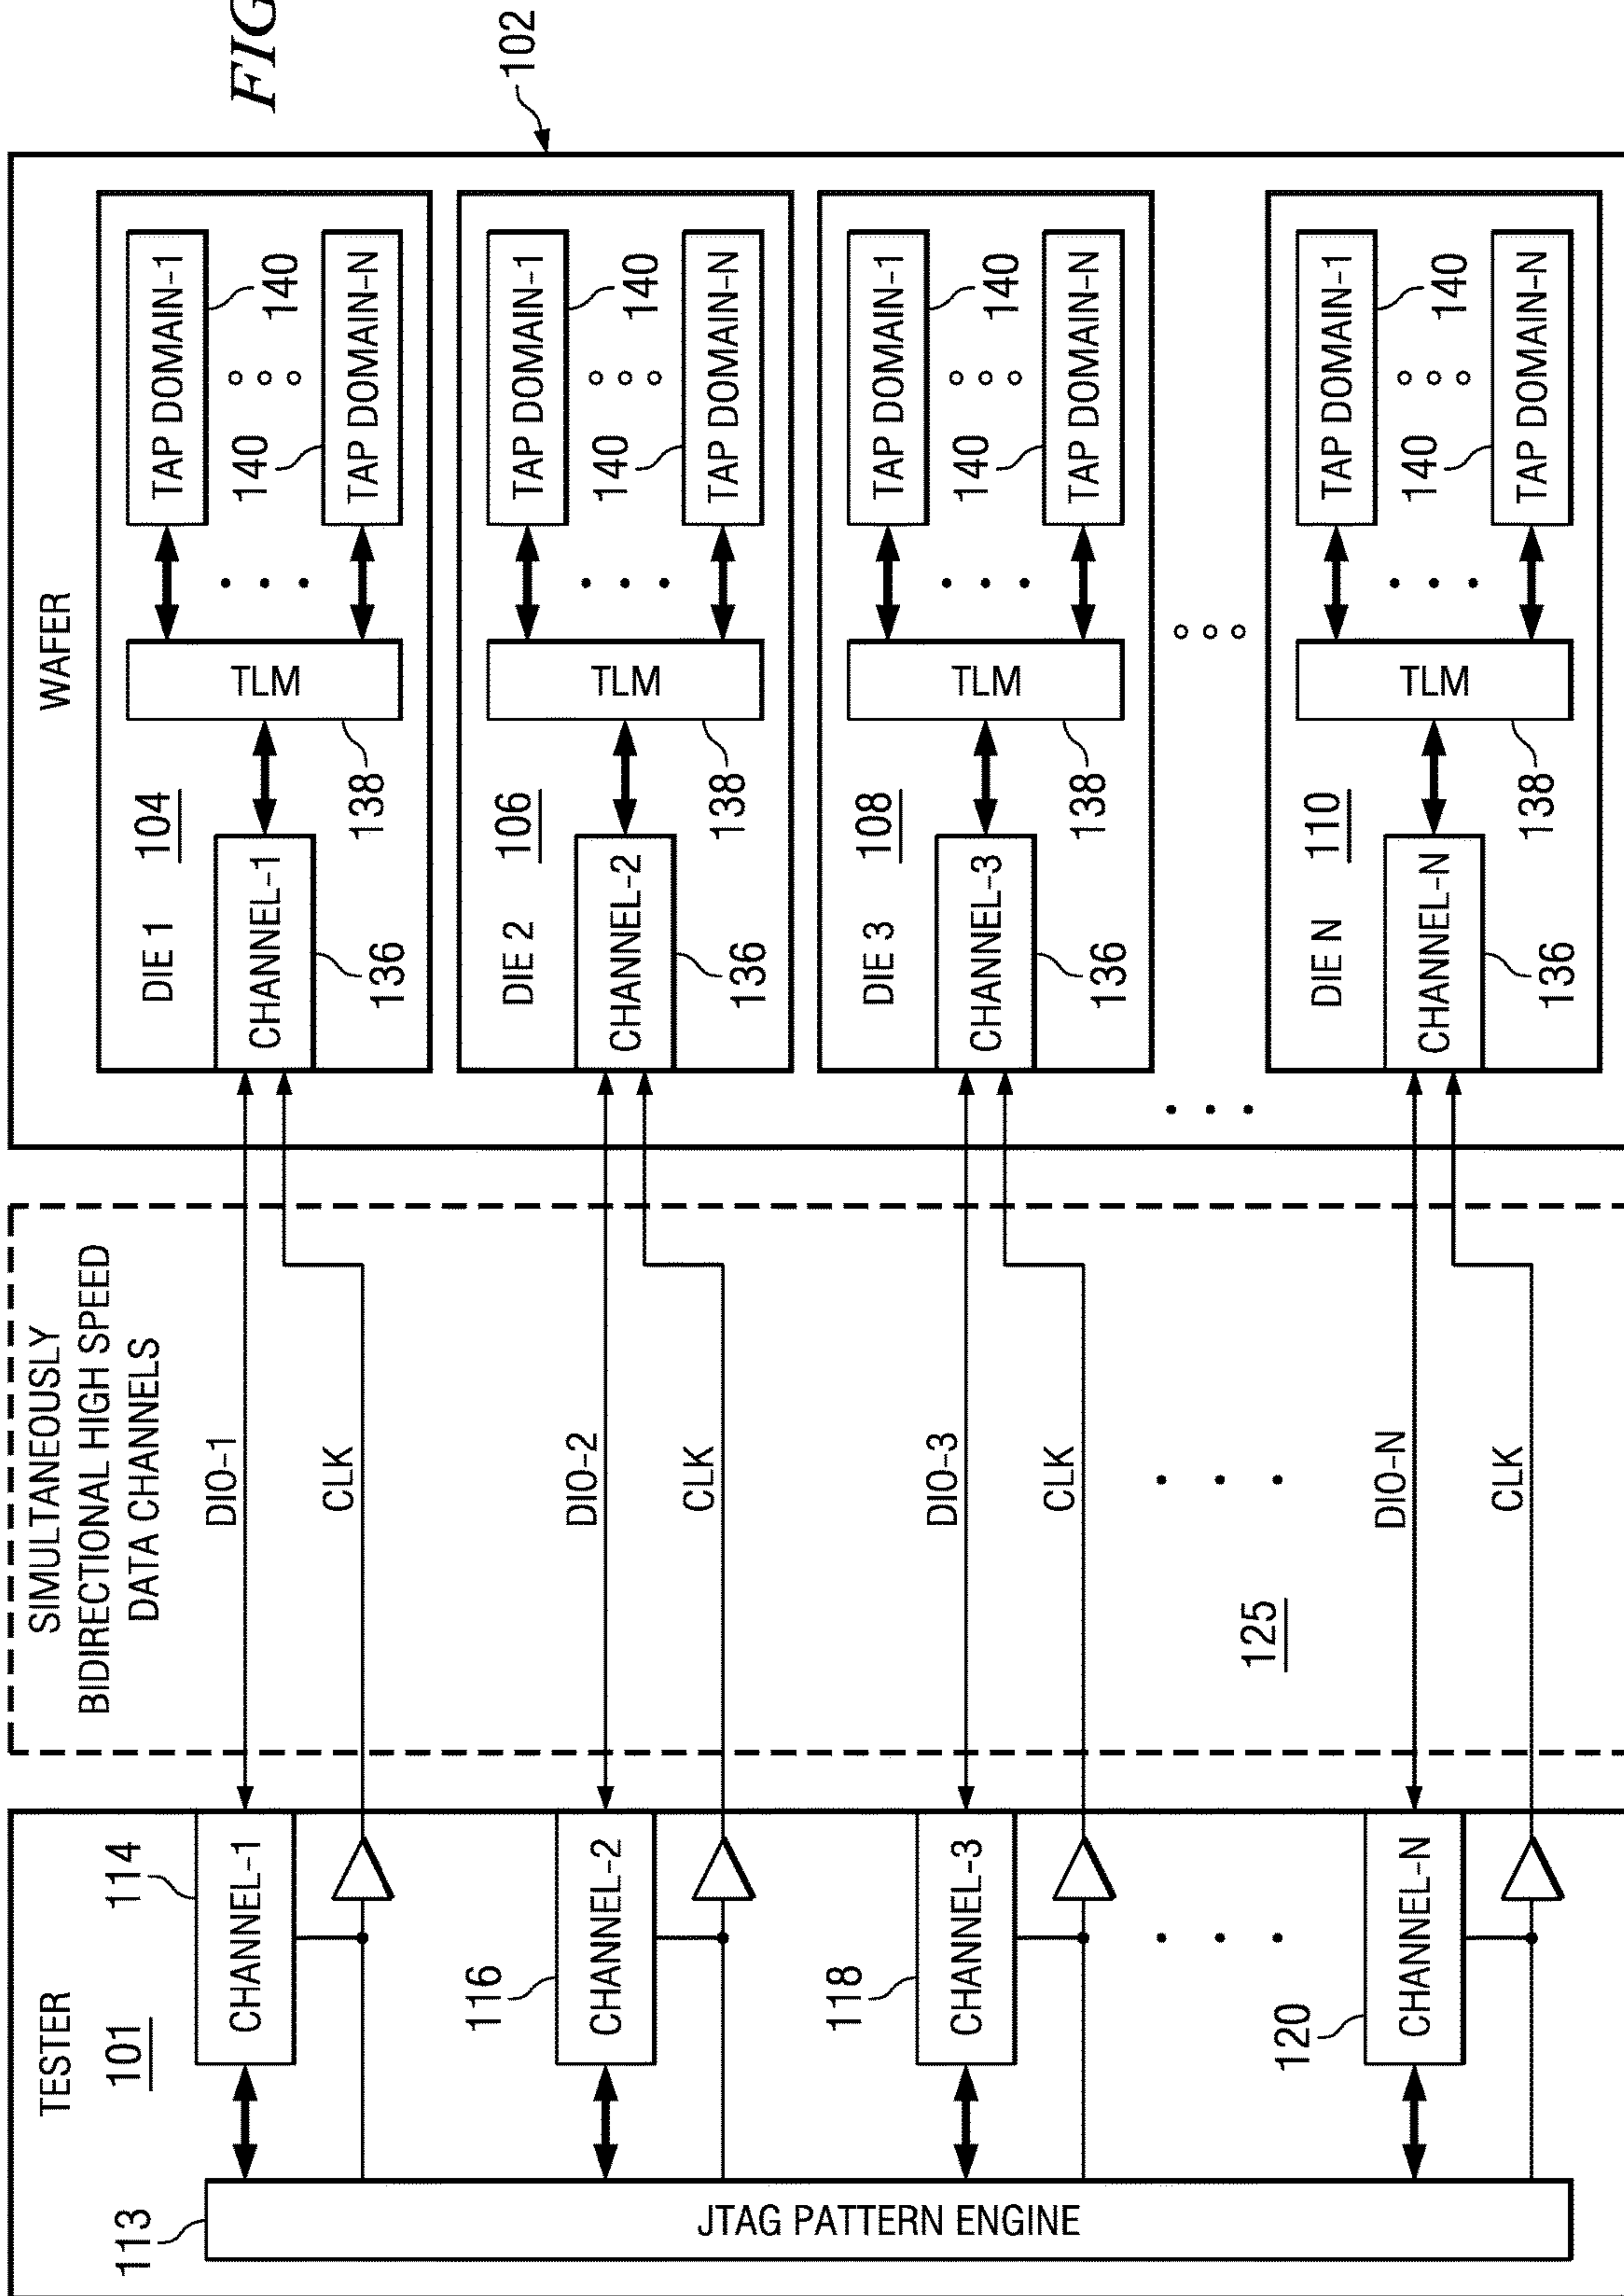 FIG
TESTER
101
113
JTAG PATTERN ENGINE
114
CHANNEL-1
116
CHANNEL-2
118
CHANNEL-3
120
CHANNEL-N
SIMULTANEOUSLY
BIDIRECTIONAL HIGH SPEED
DATA CHANNELS
DIO-1
CLK
DIO-2
CLK
DIO-3
CLK
DIO-N
CLK
125
WAFER
102
DIE 1 104
CHANNEL-1
136
TLM
138
TAP DOMAIN-1
140
140
TAP DOMAIN-N
DIE 2 106
CHANNEL-2
136
TLM
138
TAP DOMAIN-1
140
140
TAP DOMAIN-N
DIE 3 108
CHANNEL-3
136
TLM
138
TAP DOMAIN-1
140
140
TAP DOMAIN-N
DIE N 110
CHANNEL-N
136
TLM
138
TAP DOMAIN-1
140
140
TAP DOMAIN-N